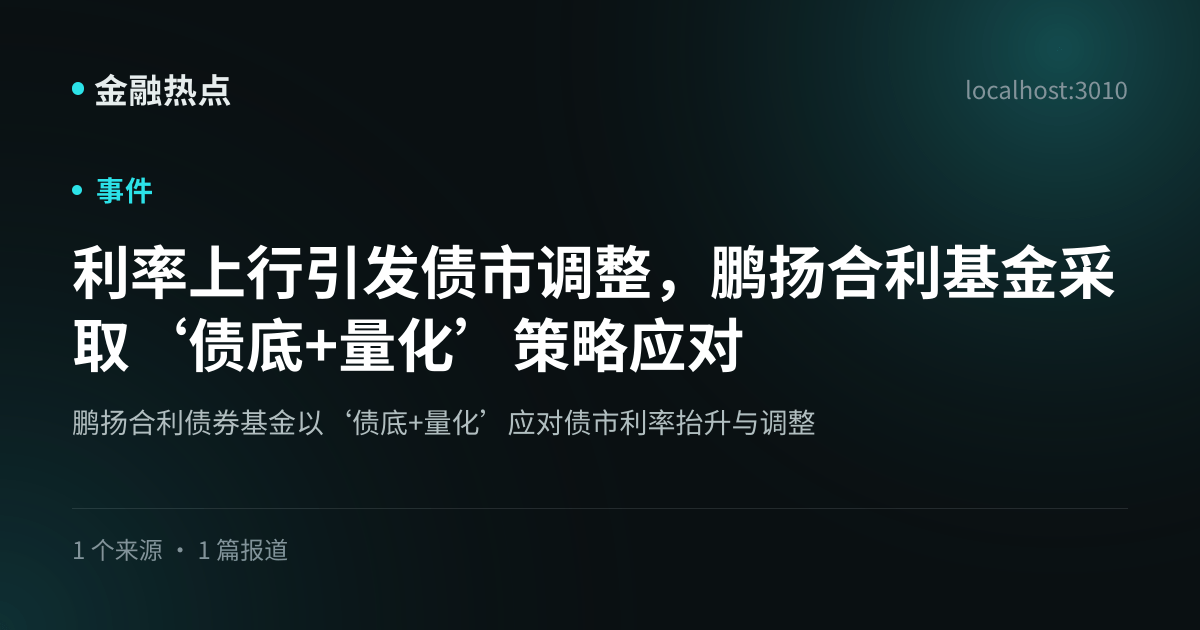 金融热点
localhost:3010
事件
利率上行引发债市调整，鹏扬合利基金采
取‘债底+量化’策略应对
鹏扬合利债券基金以‘债底+量化’应对债市利率抬升与调整
1 个来源 · 1 篇报道